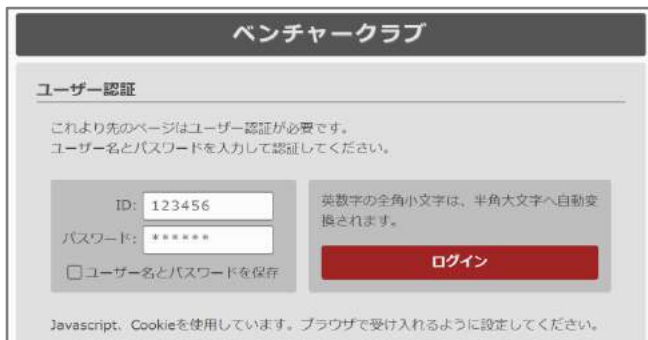 ベンチャークラブ
ユーザー認証
これより先のページはユーザー認証が必要です。
ユーザー名とパスワードを入力して認証してください。
ID: 123456
パスワード: ******
ユーザー名とパスワードを保存
英数字の全角小文字は、半角大文字へ自動変
換されます。
ログイン
Javascript、Cookieを使用しています。ブラウザで受け入れるように設定してください。